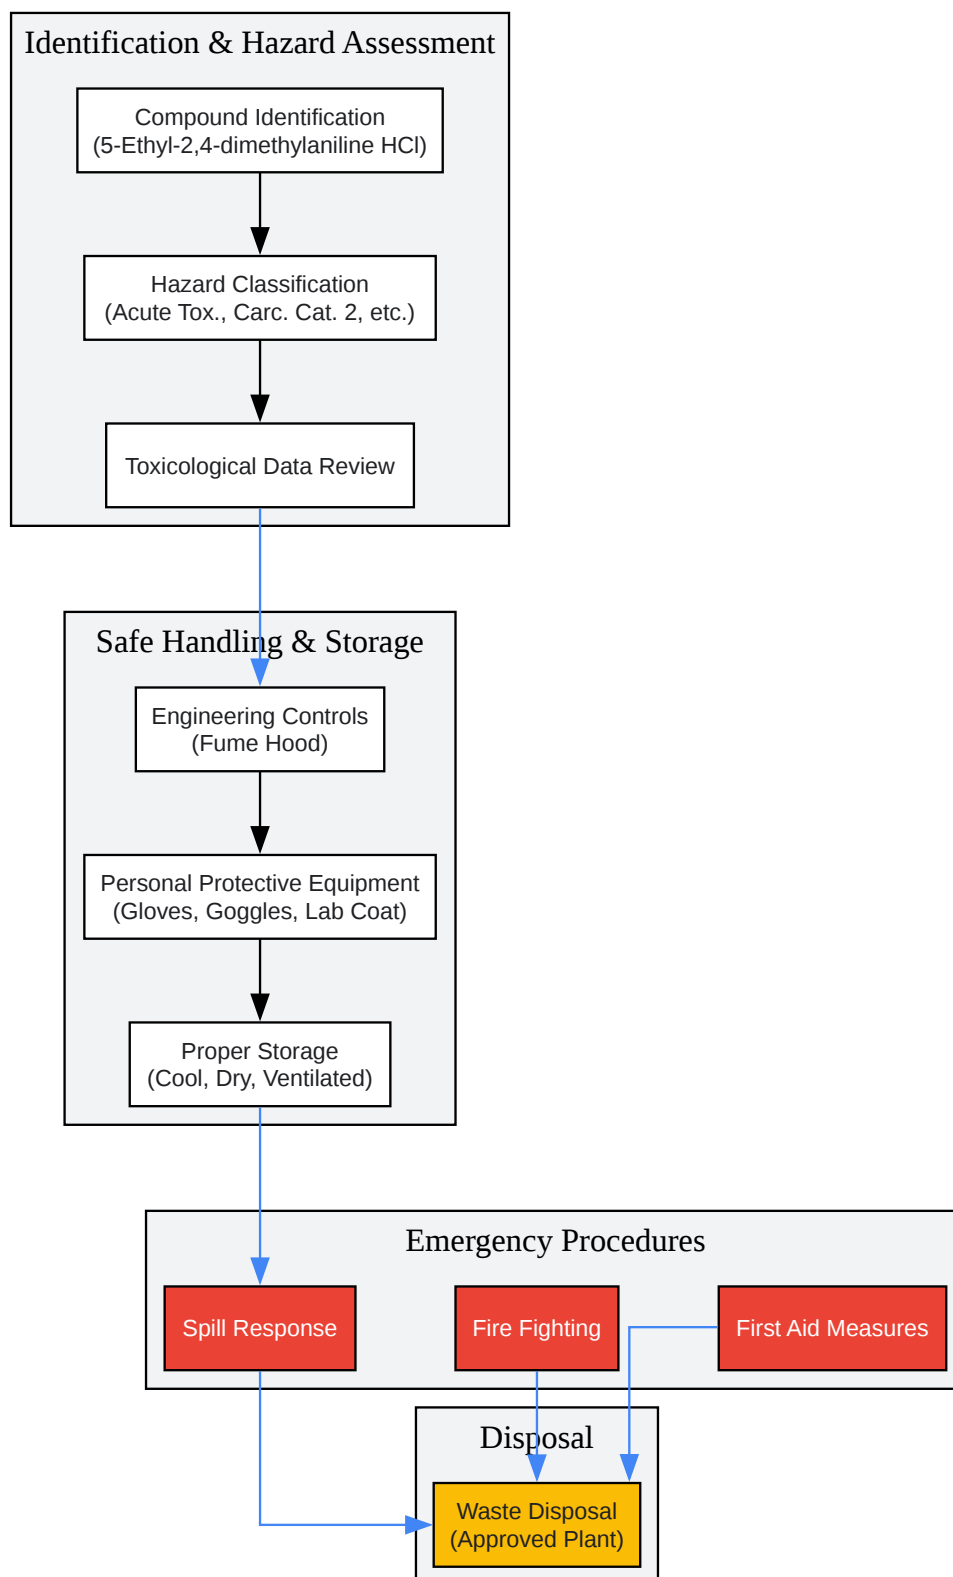 Identification & Hazard Assessment
Compound Identification
(5-Ethyl-2,4-dimethylaniline HCl)
Hazard Classification
(Acute Tox., Carc. Cat. 2, etc.)
Toxicological Data Review
Safe Handling & Storage
Engineering Controls
(Fume Hood)
Personal Protective Equipment
(Gloves, Goggles, Lab Coat)
Proper Storage
(Cool, Dry, Ventilated)
Emergency Procedures
Spill Response
Fire Fighting
First Aid Measures
Disposal
Waste Disposal
(Approved Plant)